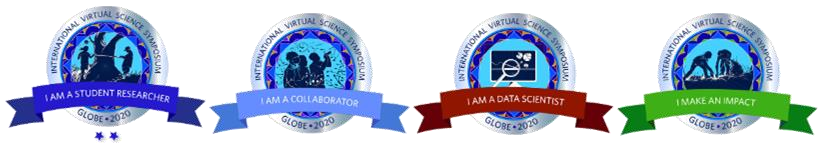 INTERNATIONAL VIRTUAL SCIENCE SYMPOSIUM
I AM A STUDENT RESEARCHER
GLOBE • 2020
INTERNATIONAL VIRTUAL SCIENCE SYMPOSIUM
I AM A COLLABORATOR
GLOBE • 2020
INTERNATIONAL VIRTUAL SCIENCE SYMPOSIUM
I AM A DATA SCIENTIST
GLOBE • 2020
INTERNATIONAL VIRTUAL SCIENCE SYMPOSIUM
I MAKE AN IMPACT
GLOBE • 2020